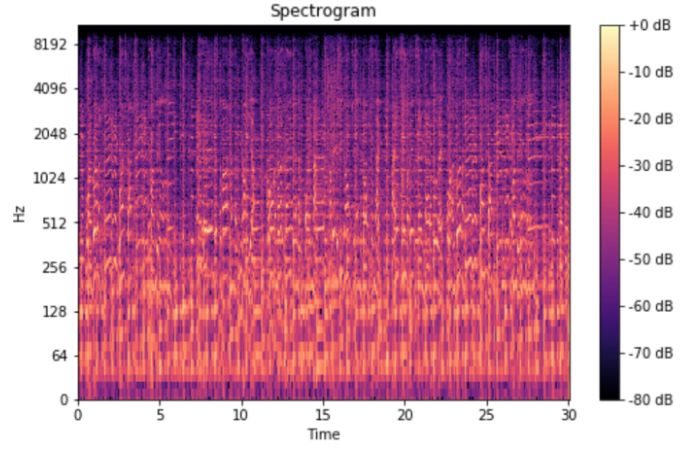 Spectrogram
8192
4096
2048
1024
512
256
128
64
0
Hz
0 5 10 15 20 25 30
Time
+0 dB
-10 dB
-20 dB
-30 dB
-40 dB
-50 dB
-60 dB
-70 dB
-80 dB